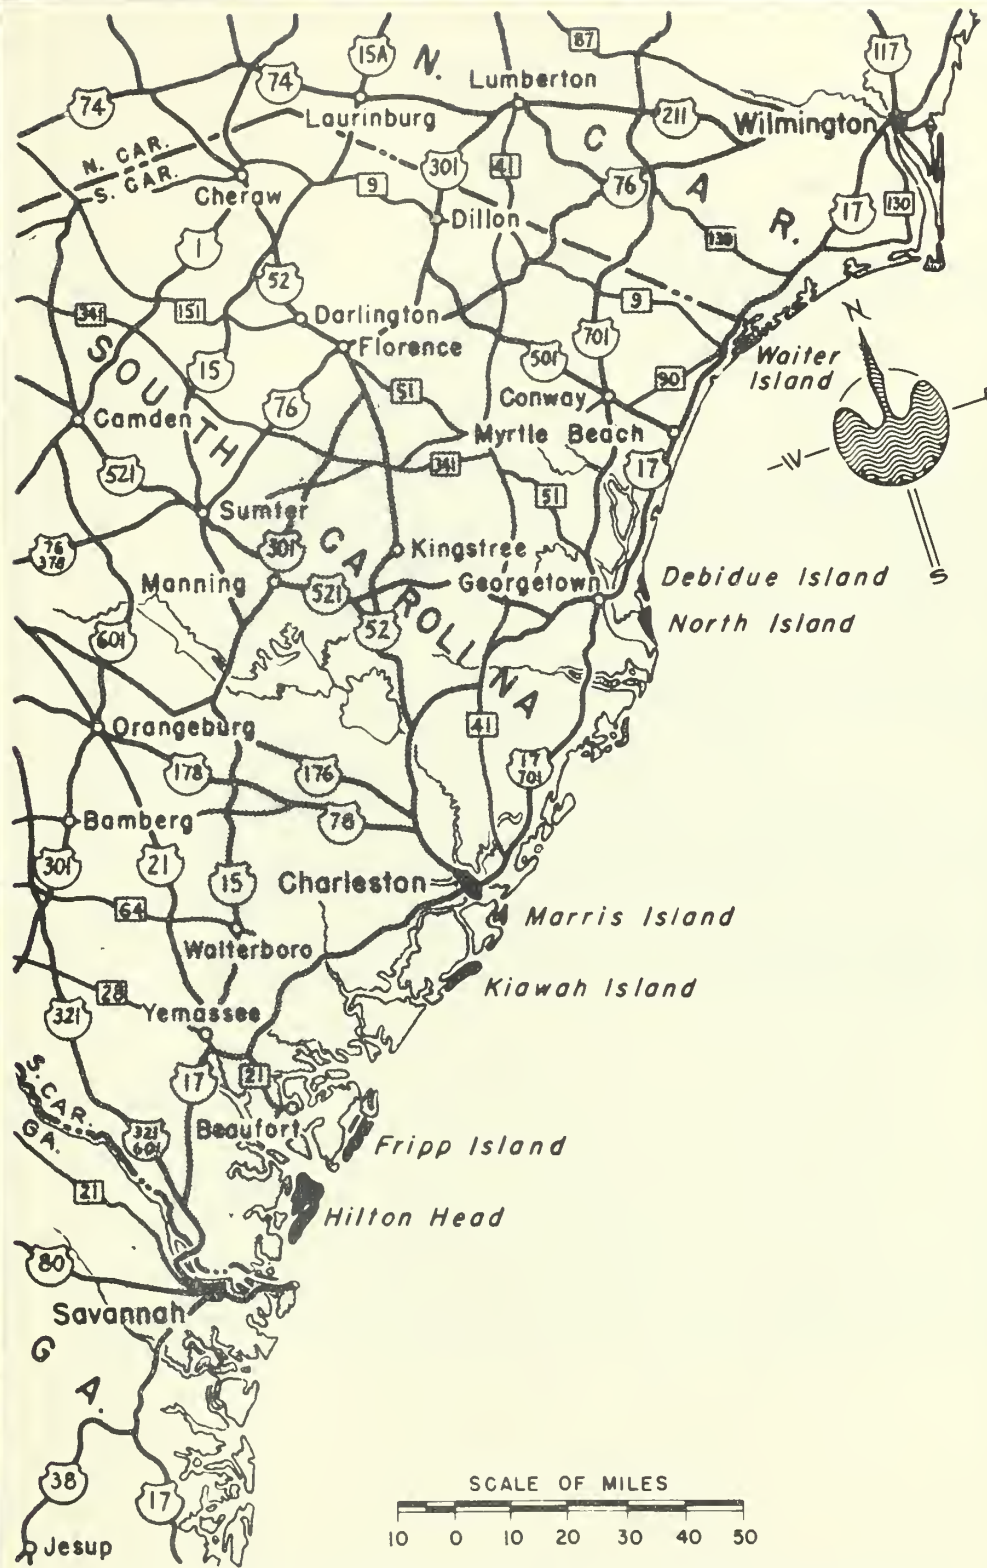 87
117
15A
N.
Lumberton
74
74
Laurinburg
211
Wilmington
N. CAR.
S. CAR.
C
301
41
Cheraw
9
76
A
17
130
Dillon
R.
130
1
52
341
151
Darlington
9
N
SOUTH
Florence
701
Waiter
Island
15
501
90
51
Conway
76
Camden
Myrtle Beach
W
521
341
17
51
Sumter
CAROLINA
76
378
301
Kingstree
S
Manning
Georgetown
Debidue Island
521
North Island
601
52
Orangeburg
41
178
176
17
701
Bamberg
78
301
21
15
Charleston
64
Marris Island
Walterboro
28
Kiawah Island
321
Yemassee
17
21
S. CAR.
GA.
321
601
Beaufort
Fripp Island
21
Hilton Head
80
Savannah
GA.
38
17
SCALE OF MILES
10 0 10 20 30 40 50
Jesup